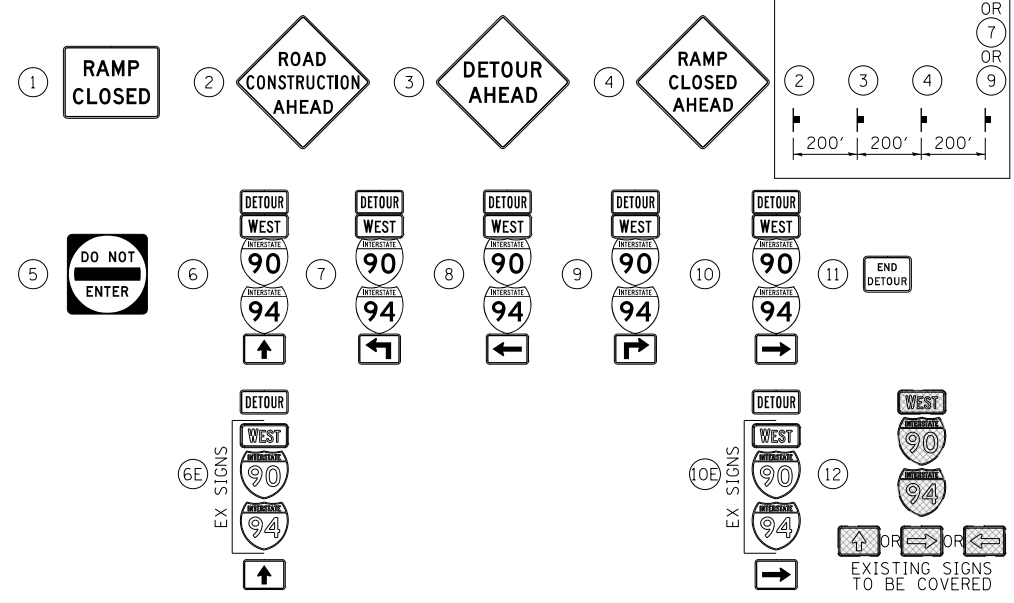 1
RAMP
CLOSED
2
ROAD
CONSTRUCTION
AHEAD
3
DETOUR
AHEAD
4
RAMP
CLOSED
AHEAD
OR
7
OR
2
3
4
9
200'
200'
200'
5
DO NOT
ENTER
6
DETOUR
WEST
INTERSTATE
90
INTERSTATE
94
7
DETOUR
WEST
INTERSTATE
90
INTERSTATE
94
8
DETOUR
WEST
INTERSTATE
90
INTERSTATE
94
9
DETOUR
WEST
INTERSTATE
90
INTERSTATE
94
10
DETOUR
WEST
INTERSTATE
90
INTERSTATE
94
11
END
DETOUR
6E
EX SIGNS
DETOUR
WEST
INTERSTATE
90
INTERSTATE
94
10E
EX SIGNS
DETOUR
WEST
INTERSTATE
90
INTERSTATE
94
12
WEST
INTERSTATE
90
INTERSTATE
94
OR
OR
EXISTING SIGNS
TO BE COVERED